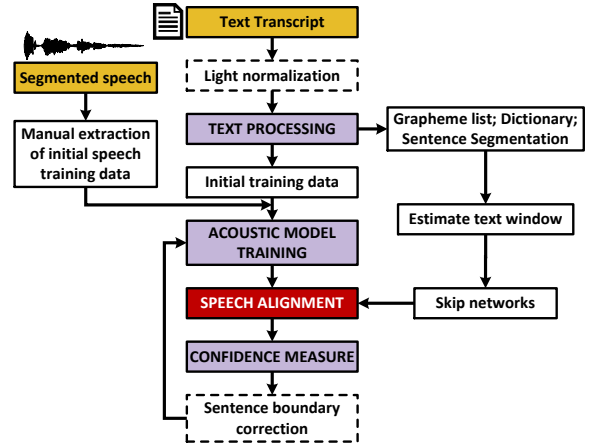 Text Transcript
Segmented speech
Light normalization
Manual extraction
of initial speech
training data
TEXT PROCESSING
Grapheme list; Dictionary;
Sentence Segmentation
Initial training data
Estimate text window
ACOUSTIC MODEL
TRAINING
SPEECH ALIGNMENT
Skip networks
CONFIDENCE MEASURE
Sentence boundary
correction